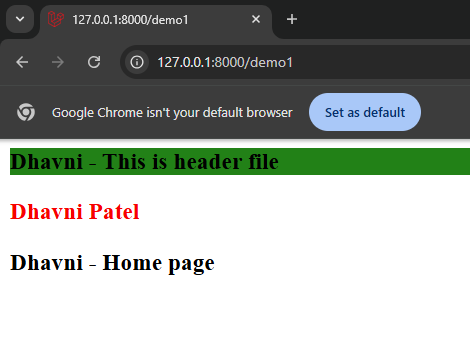 127.0.0.1:8000/demo1
127.0.0.1:8000/demo1
Google Chrome isn't your default browser Set as default
Dhavni - This is header file
Dhavni Patel
Dhavni - Home page